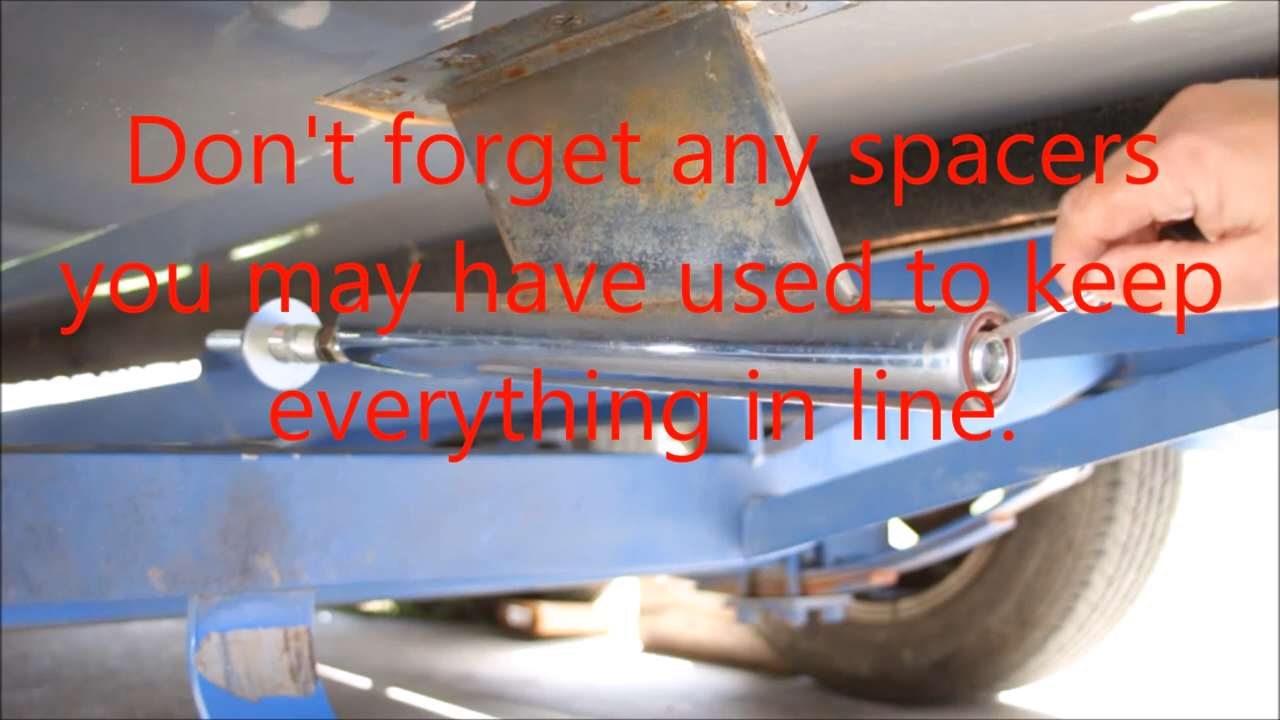 Don't forget any spacers
you may have used to keep
everything in line.